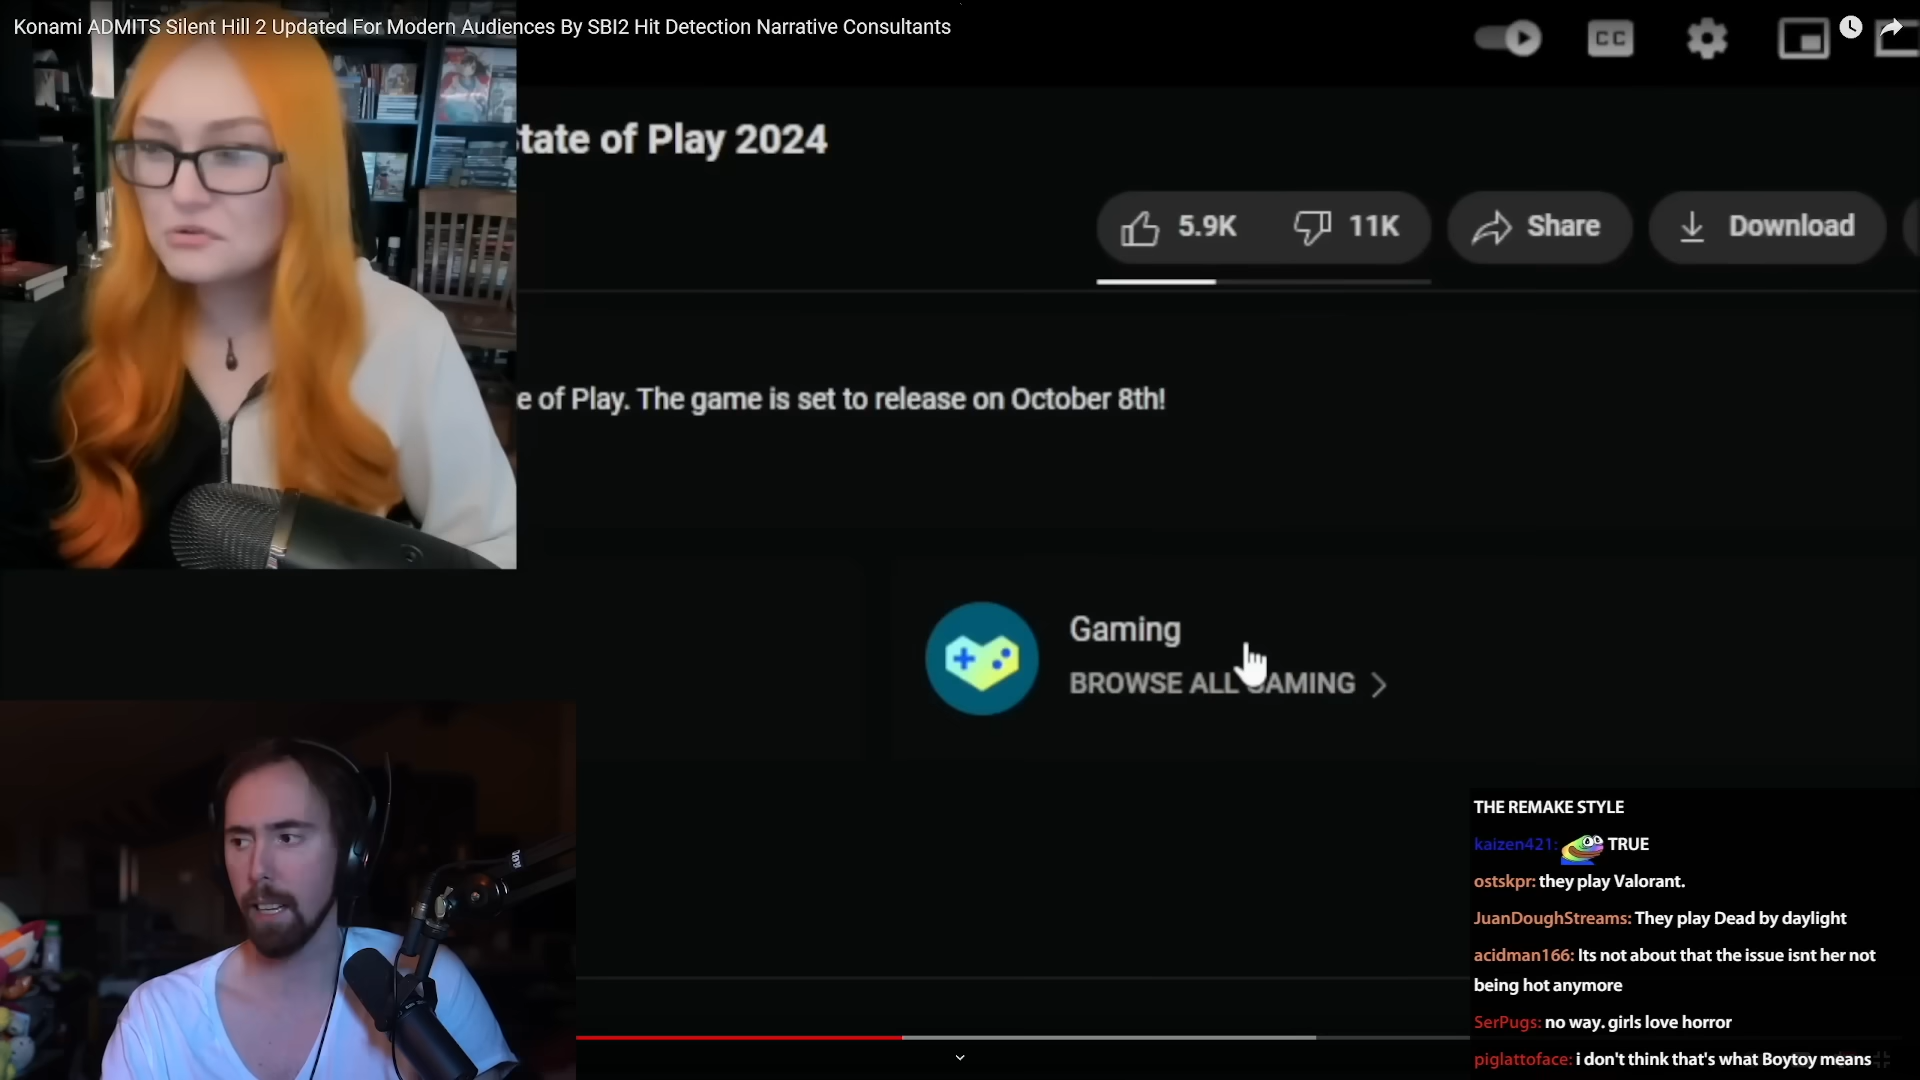 Konami ADMITS Silent Hill 2 Updated For Modern Audiences By SBI2 Hit Detection Narrative Consultants
CC
tate of Play 2024
5.9K
11K
Share
Download
e of Play. The game is set to release on October 8th!
Gaming
BROWSE ALL GAMING
THE REMAKE STYLE
kaizen421: TRUE
ostskpr: they play Valorant.
JuanDoughStreams: They play Dead by daylight
acidman166: Its not about that the issue isnt her not
being hot anymore
SerPugs: no way. girls love horror
piglattoface: i don't think that's what Boytoy means